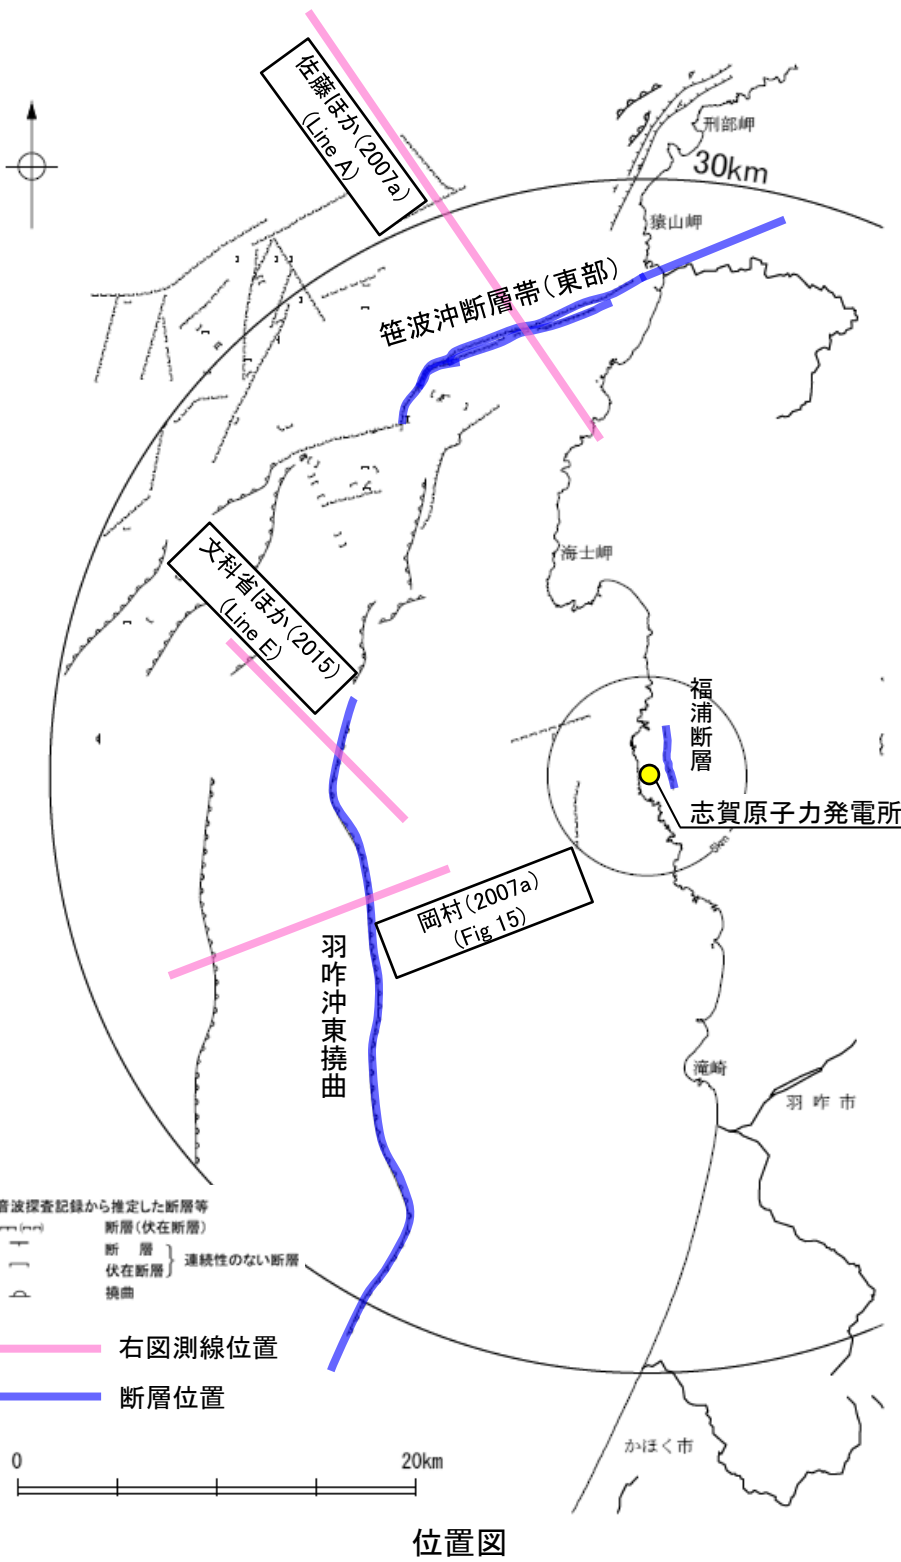 佐藤ほか(2007a)
(Line A)
刑部岬
30km
猿山岬
笹波沖断層帯(東部)
海士岬
文科省ほか(2015)
(Line E)
福浦断層
志賀原子力発電所
5km
岡村(2007a)
(Fig 15)
羽咋沖東撓曲
滝崎
羽咋市
音波探査記録から推定した断層等
断層(伏在断層)
断 層
伏在断層
連続性のない断層
撓曲
右図測線位置
断層位置
かほく市
0
20km
位置図